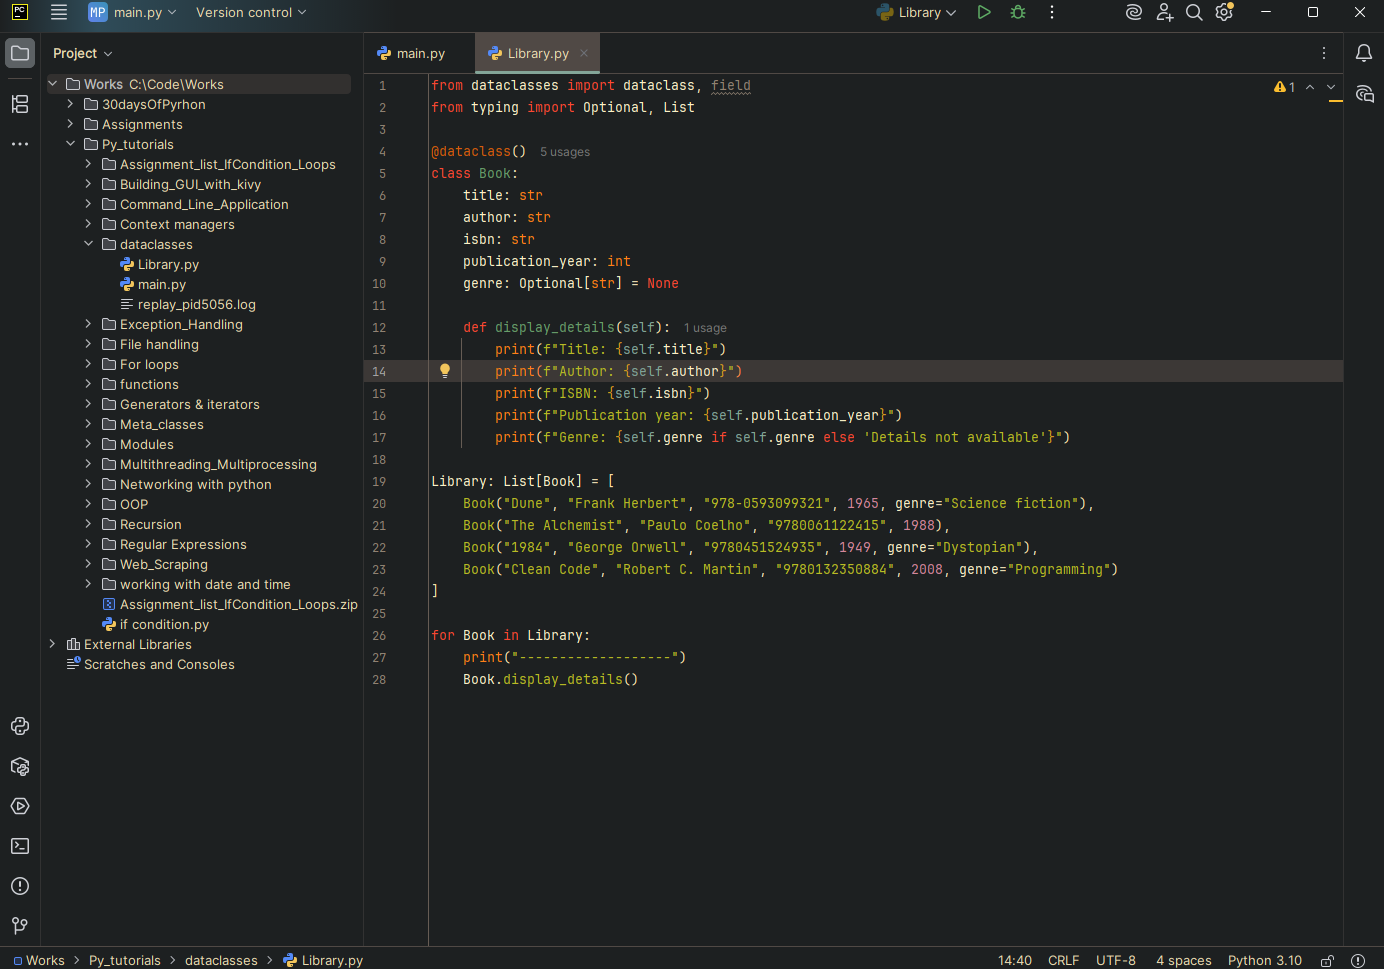 PC
MP main.py Version control Library
Project
main.py Library.py
Works C:\Code\Works
30daysOfPyrhon
Assignments
Py_tutorials
Assignment_list_IfCondition_Loops
Building_GUI_with_kivy
Command_Line_Application
Context managers
dataclasses
Library.py
main.py
replay_pid5056.log
Exception_Handling
File handling
For loops
functions
Generators & iterators
Meta_classes
Modules
Multithreading_Multiprocessing
Networking with python
OOP
Recursion
Regular Expressions
Web_Scraping
working with date and time
Assignment_list_IfCondition_Loops.zip
if condition.py
External Libraries
Scratches and Consoles
1 from dataclasses import dataclass, field 1
2 from typing import Optional, List
3
4 @dataclass() 5 usages
5 class Book:
6     title: str
7     author: str
8     isbn: str
9     publication_year: int
10     genre: Optional[str] = None
11
12     def display_details(self): 1 usage
13         print(f"Title: {self.title}")
14         print(f"Author: {self.author}")
15         print(f"ISBN: {self.isbn}")
16         print(f"Publication year: {self.publication_year}")
17         print(f"Genre: {self.genre if self.genre else 'Details not available'}")
18
19 Library: List[Book] = [
20     Book("Dune", "Frank Herbert", "978-0593099321", 1965, genre="Science fiction"),
21     Book("The Alchemist", "Paulo Coelho", "9780061122415", 1988),
22     Book("1984", "George Orwell", "9780451524935", 1949, genre="Dystopian"),
23     Book("Clean Code", "Robert C. Martin", "9780132350884", 2008, genre="Programming")
24 ]
25
26 for Book in Library:
27     print("-------------------")
28     Book.display_details()
Works > Py_tutorials > dataclasses > Library.py 14:40 CRLF UTF-8 4 spaces Python 3.10